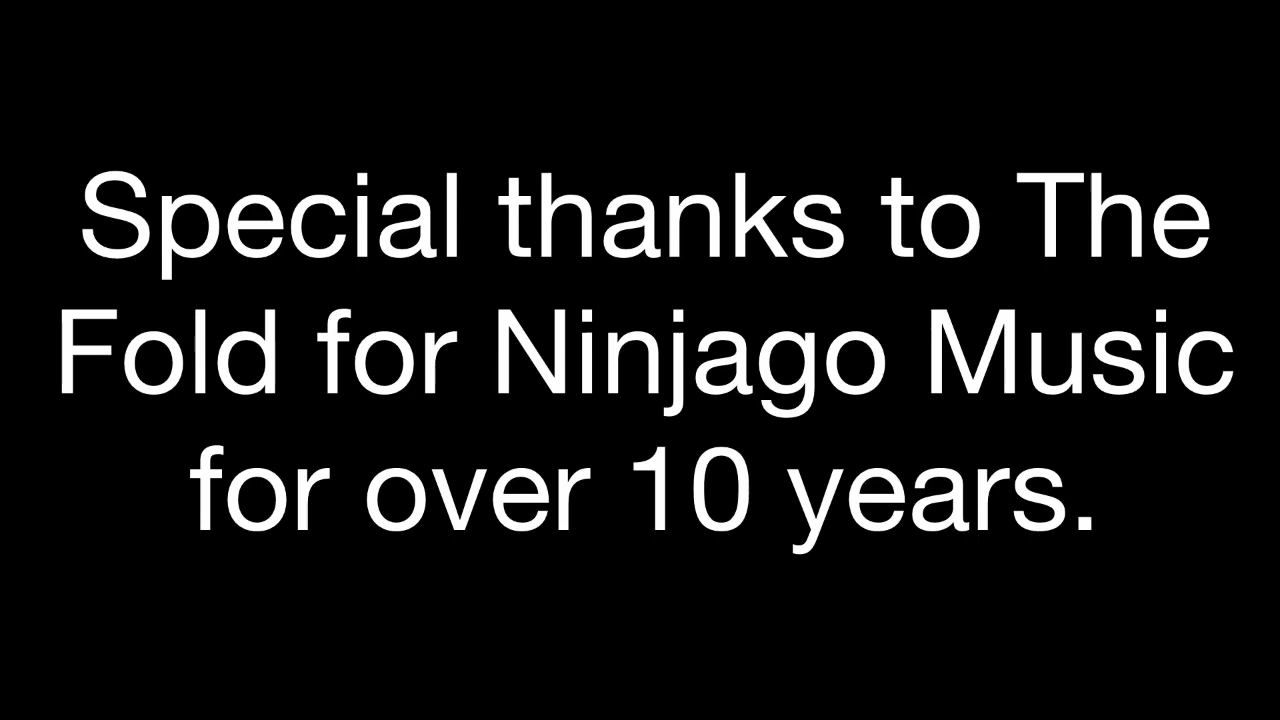 Special thanks to The
Fold for Ninjago Music
for over 10 years.